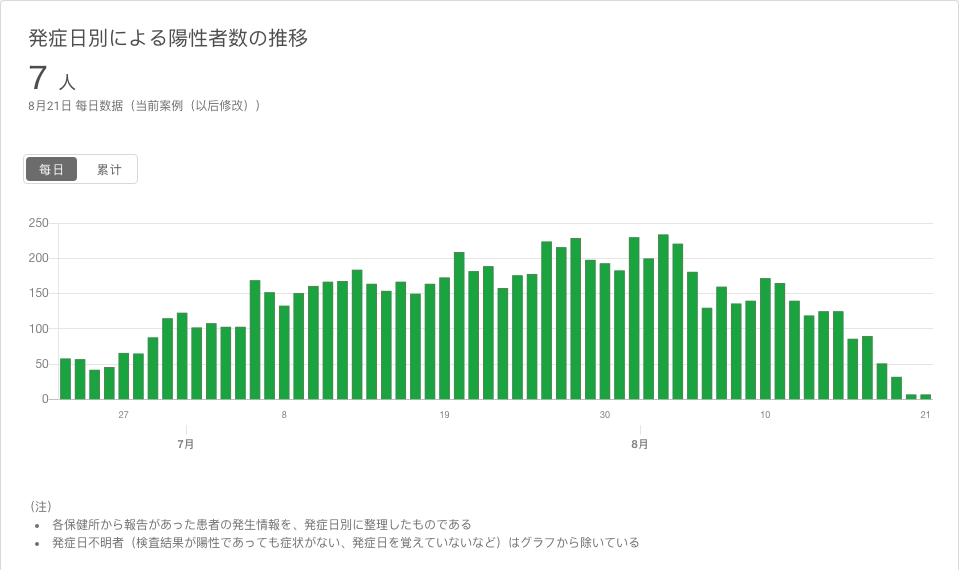 発症日別による陽性者数の推移
7 人
8月21日 每日数据（当前案例（以后修改））
每日 累计
250
200
150
100
50
0
27 8 19 30 10 21
7月 8月
（注）
• 各保健所から報告があった患者の発生情報を、発症日別に整理したものである
• 発症日不明者（検査結果が陽性であっても症状がない、発症日を覚えていないなど）はグラフから除いている